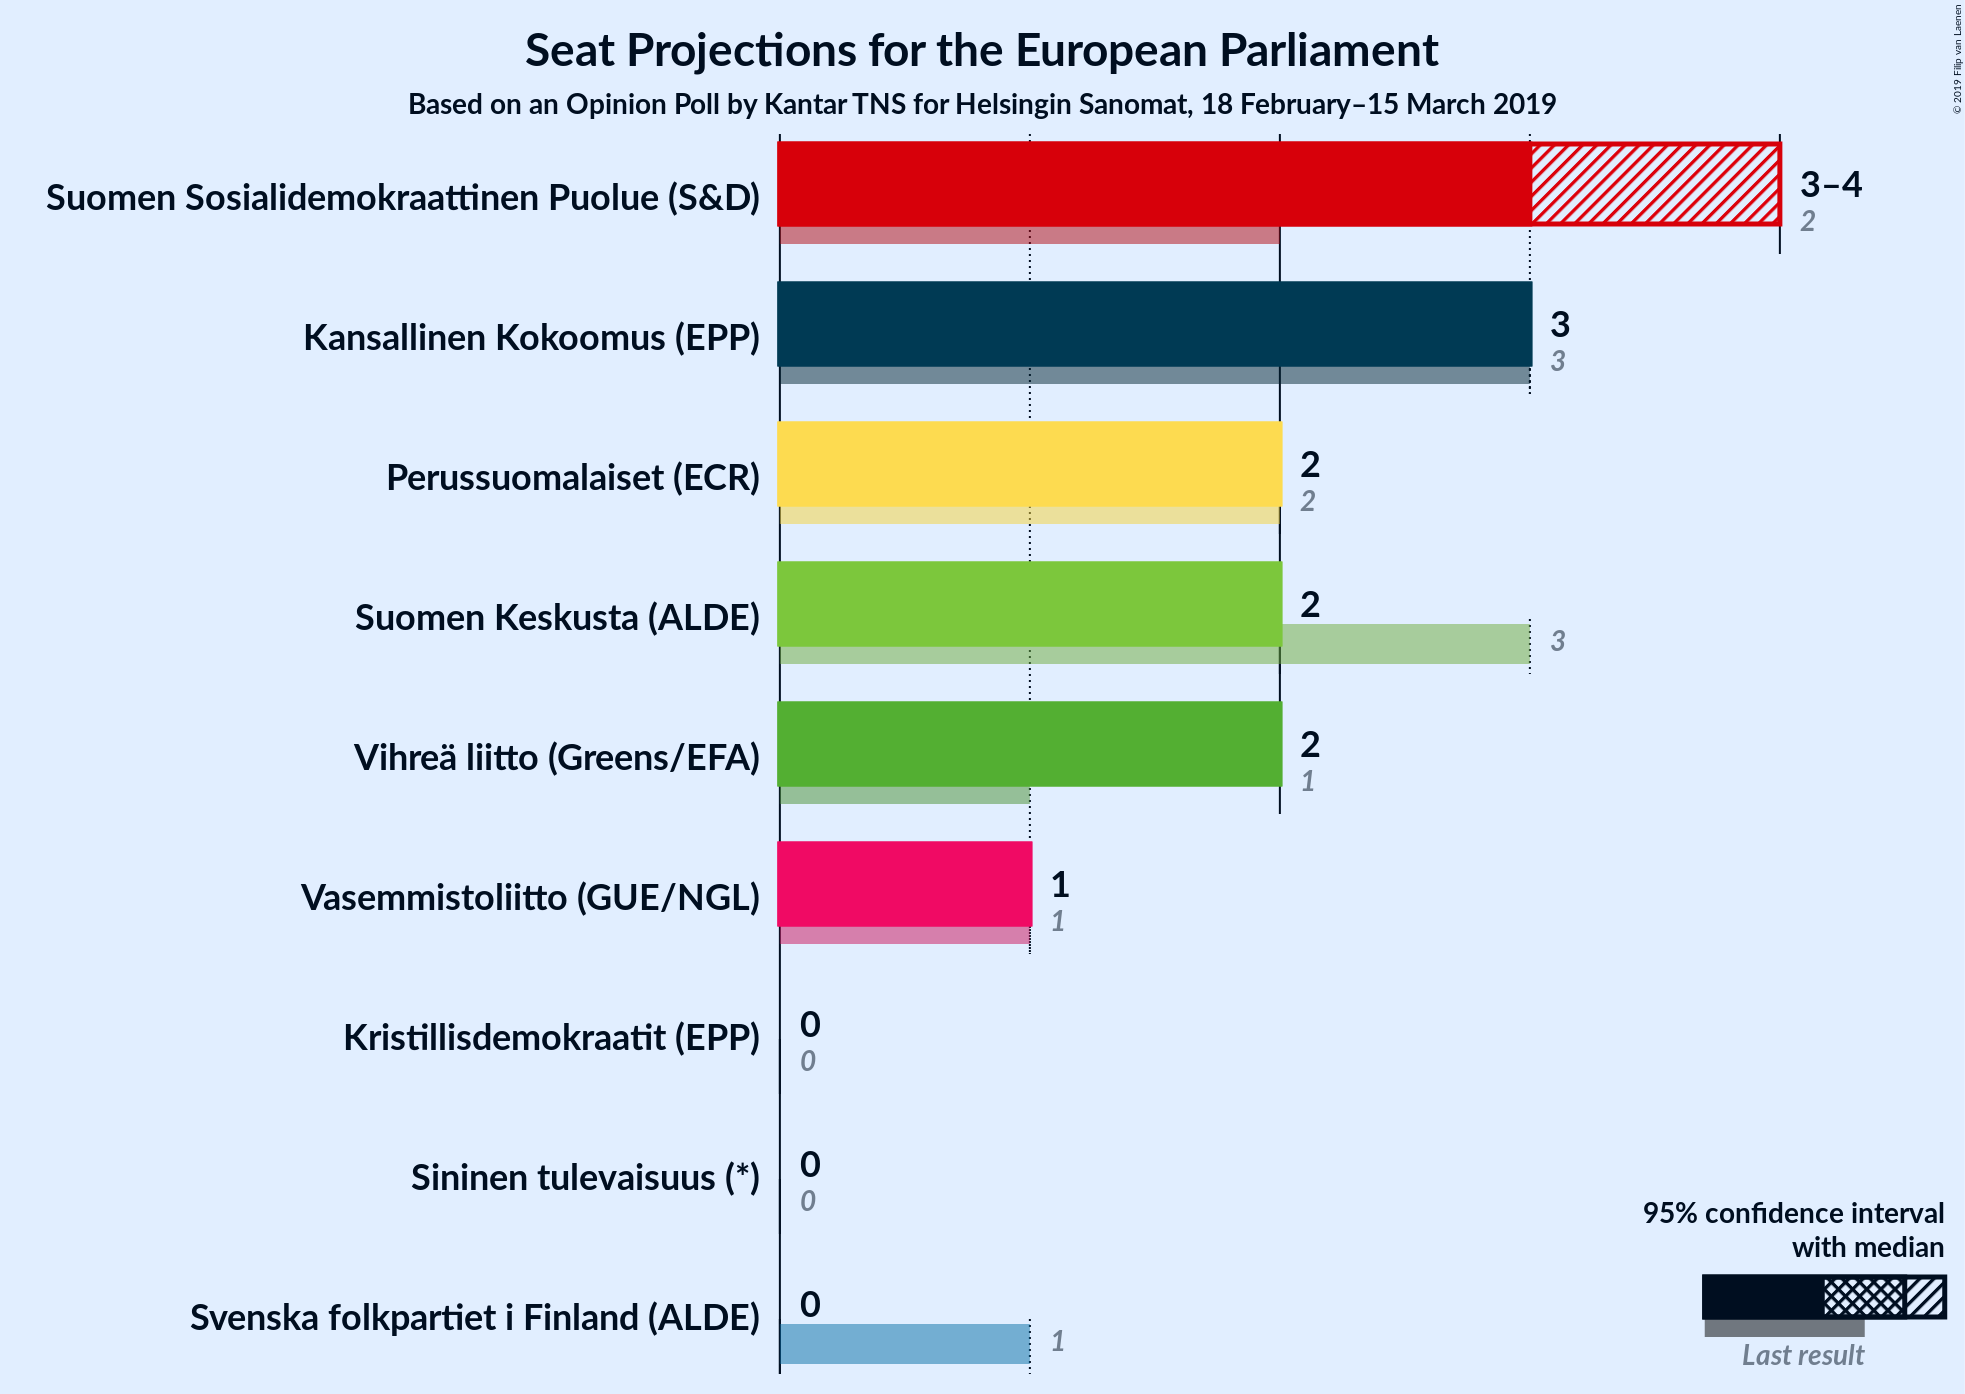 Seat Projections for the European Parliament
Based on an Opinion Poll by Kantar TNS for Helsingin Sanomat, 18 February–15 March 2019
© 2019 Filip van Laenen
Suomen Sosialidemokraattinen Puolue (S&D)
3–4
2
Kansallinen Kokoomus (EPP)
3
3
Perussuomalaiset (ECR)
2
2
Suomen Keskusta (ALDE)
2
3
Vihreä liitto (Greens/EFA)
2
1
Vasemmistoliitto (GUE/NGL)
1
1
Kristillisdemokraatit (EPP)
0
0
Sininen tulevaisuus (*)
0
0
Svenska folkpartiet i Finland (ALDE)
0
1
95% confidence interval
with median
Last result